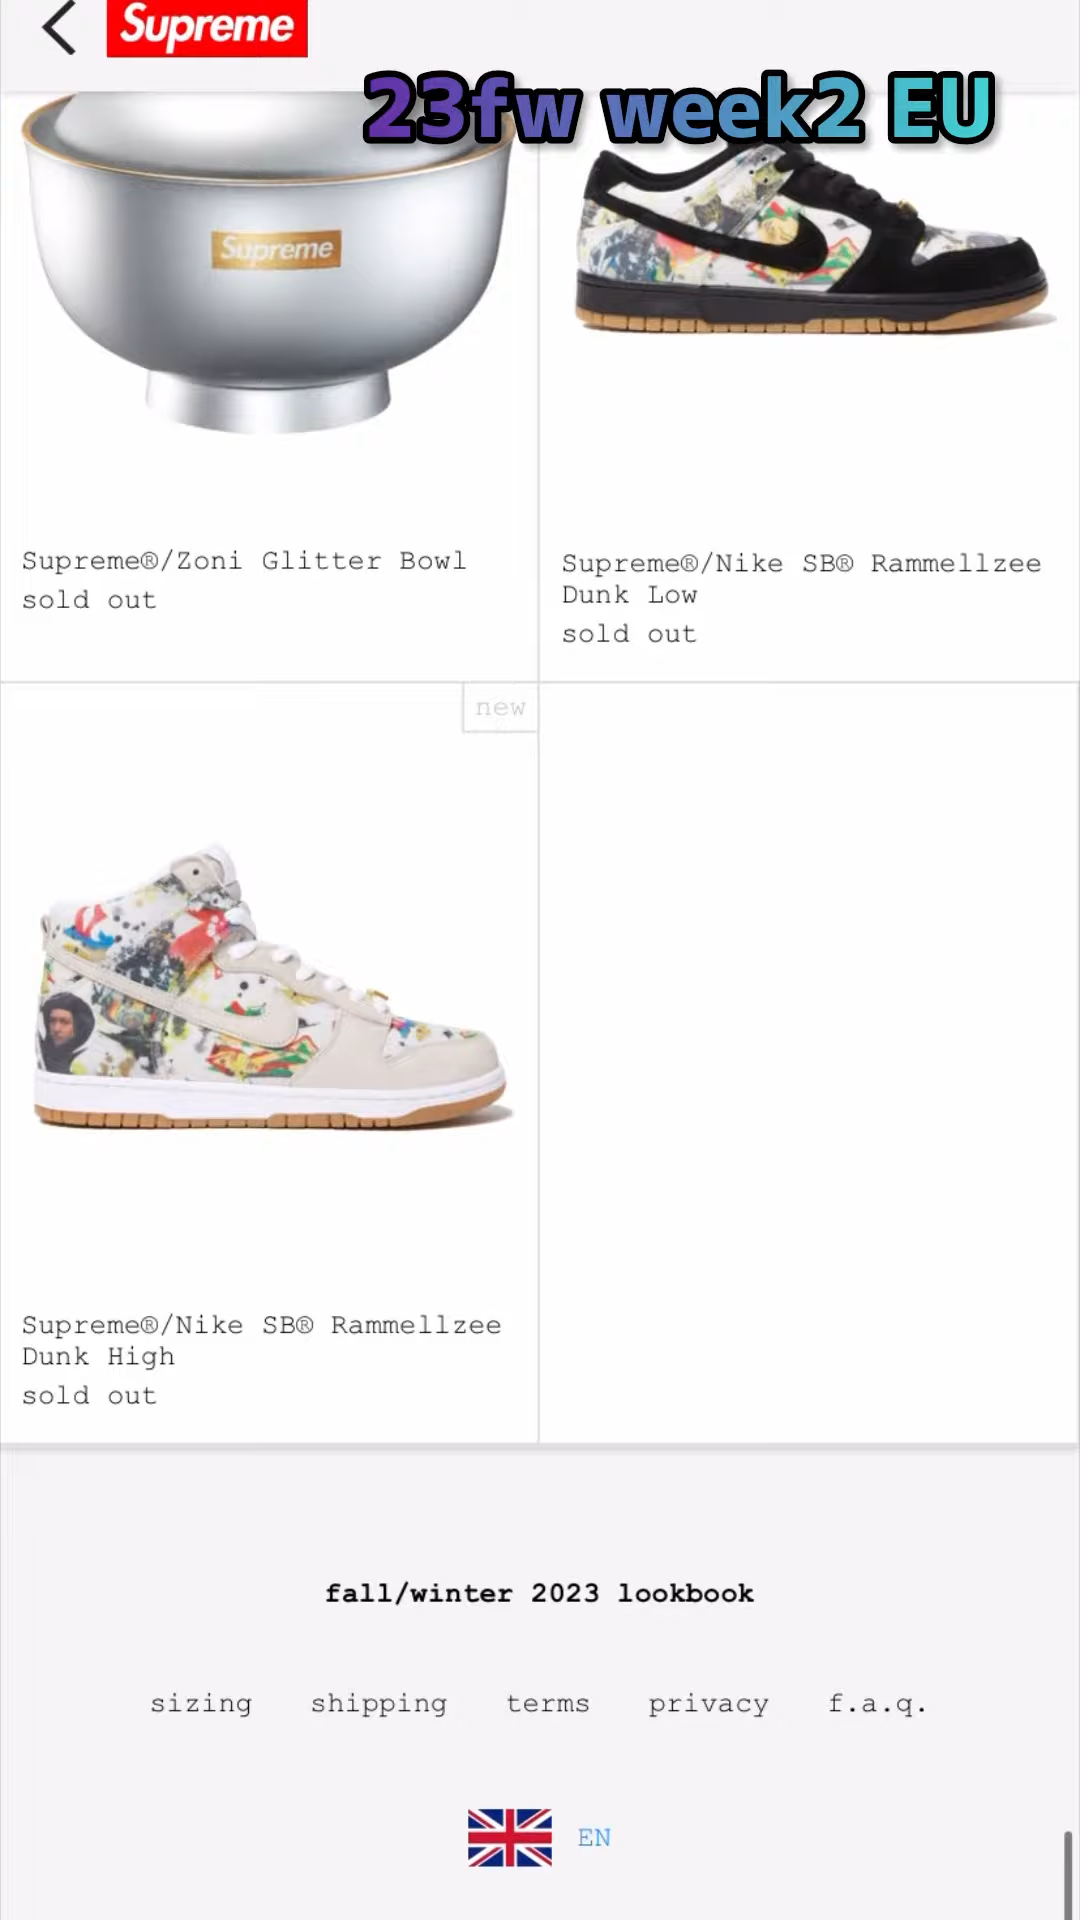 Supreme
23fw week2 EU
Supreme
Supreme®/Zoni Glitter Bowl
sold out
Supreme®/Nike SB® Rammellzee
Dunk Low
sold out
new
Supreme®/Nike SB® Rammellzee
Dunk High
sold out
fall/winter 2023 lookbook
sizing shipping terms privacy f.a.q.
EN